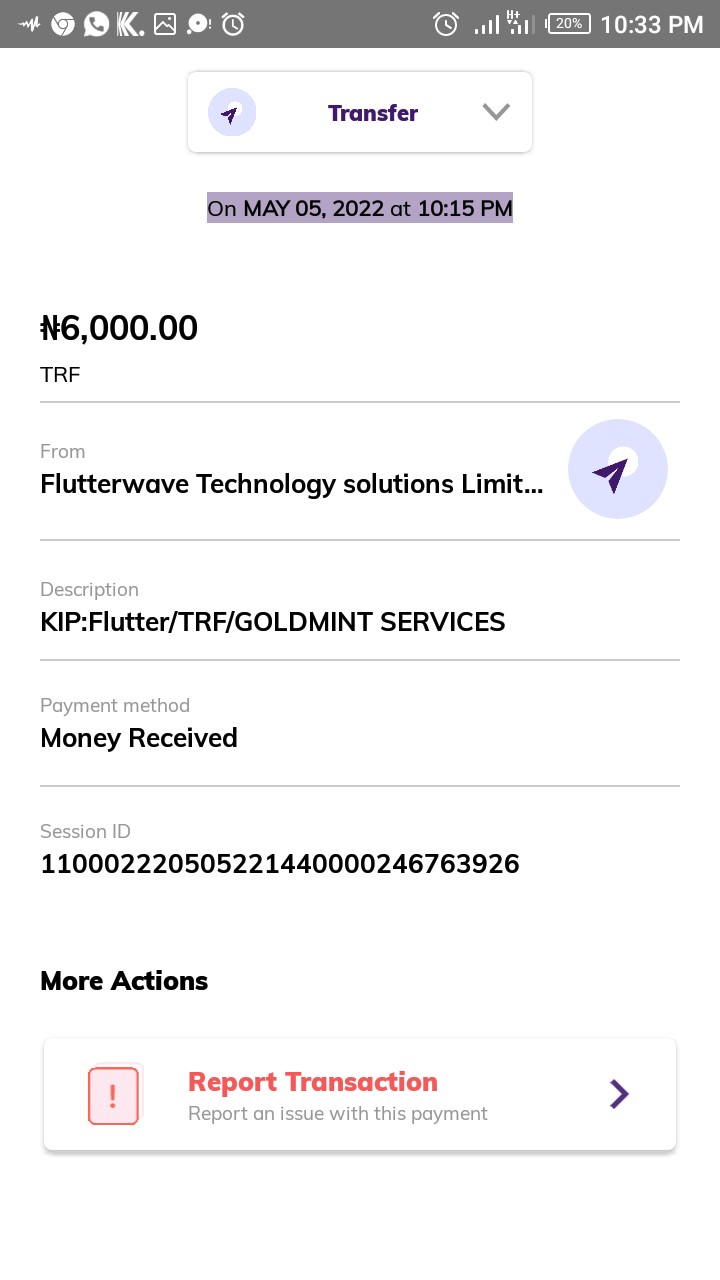 20% 10:33 PM
Transfer
On MAY 05, 2022 at 10:15 PM
₦6,000.00
TRF
From
Flutterwave Technology solutions Limit...
Description
KIP:Flutter/TRF/GOLDMINT SERVICES
Payment method
Money Received
Session ID
110002220505221440000246763926
More Actions
Report Transaction
Report an issue with this payment